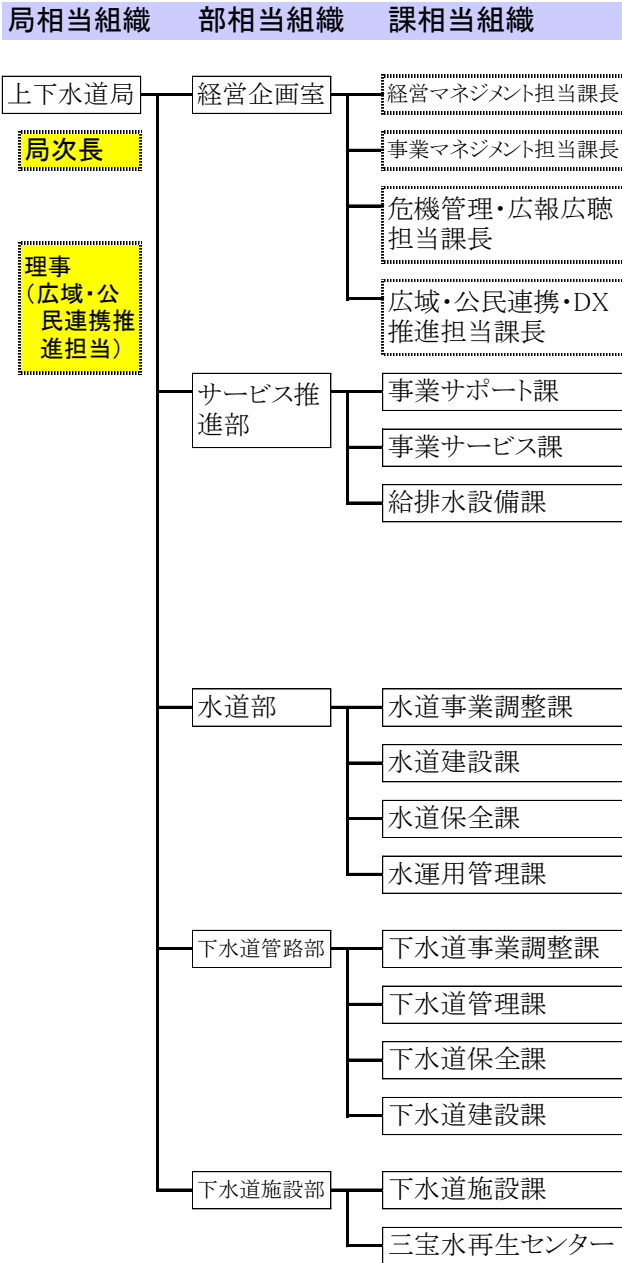 局相当組織 部相当組織 課相当組織
上下水道局 経営企画室 経営マネジメント担当課長
局次長 事業マネジメント担当課長
危機管理・広報広聴
担当課長
理事
(広域・公
民連携推
進担当)
広域・公民連携・DX
推進担当課長
サービス推
進部
事業サポート課
事業サービス課
給排水設備課
水道部 水道事業調整課
水道建設課
水道保全課
水運用管理課
下水道管路部 下水道事業調整課
下水道管理課
下水道保全課
下水道建設課
下水道施設部 下水道施設課
三宝水再生センター